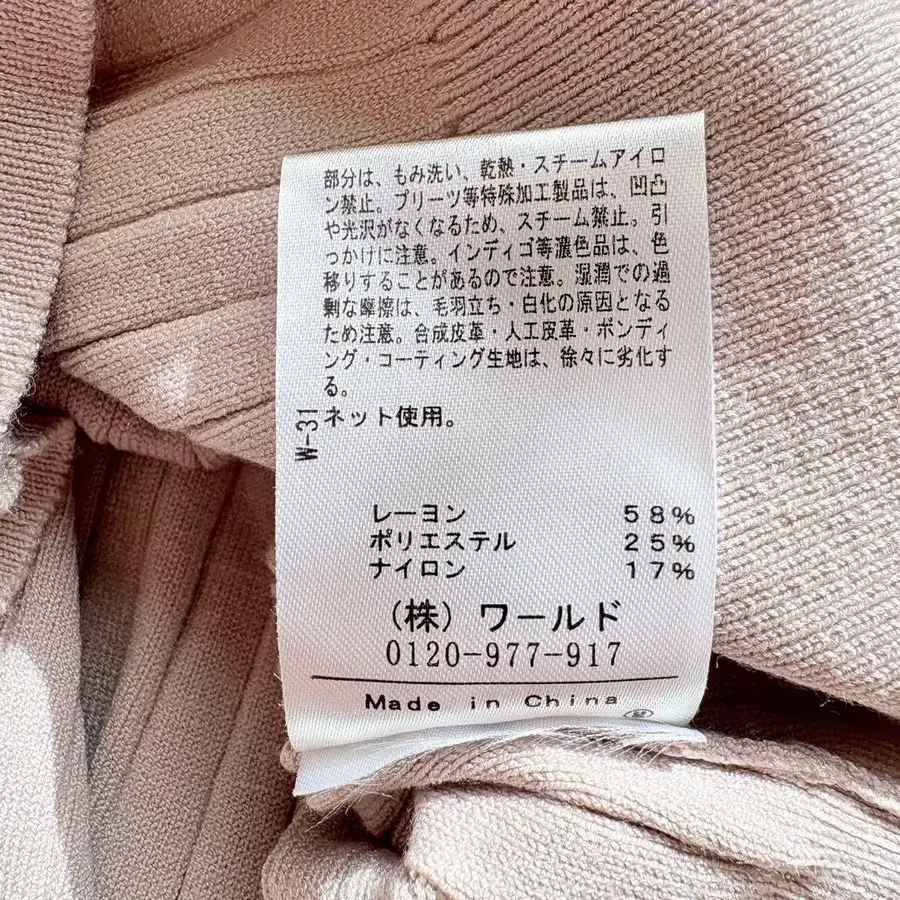 部分は、もみ洗い、乾熱・スチームアイロ
ン禁止。プリーツ等特殊加工製品は、凹凸
や光沢がなくなるため、スチーム禁止。引
っかけに注意。インディゴ等濃色品は、色
移りすることがあるので注意。湿潤での過
剰な摩擦は、毛羽立ち・白化の原因となる
ため注意。合成皮革・人工皮革・ボンディ
ング・コーティング生地は、徐々に劣化す
る。
ネット使用。
W-31
レーヨン 58%
ポリエステル 25%
ナイロン 17%
(株)ワールド
0120-977-917
Made in China